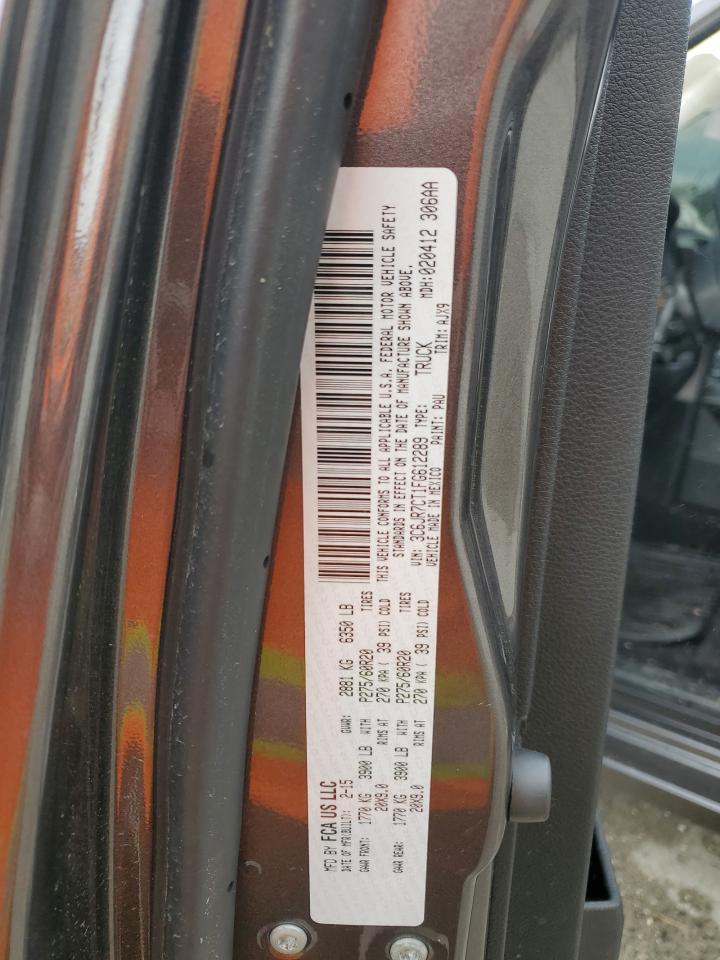 MFD BY FCA US LLC
DATE OF MFR(BUILT): 2-15 GVWR: 2881 KG 6350 LB
GAWR FRONT: 1770 KG 3900 LB WITH P275/60R20 TIRES
20X9.0 RIMS AT 270 KPA ( 39 PSI) COLD
GAWR REAR: 1770 KG 3900 LB WITH P275/60R20 TIRES
20X9.0 RIMS AT 270 KPA ( 39 PSI) COLD
THIS VEHICLE CONFORMS TO ALL APPLICABLE U.S.A. FEDERAL MOTOR VEHICLE SAFETY
STANDARDS IN EFFECT ON THE DATE OF MANUFACTURE SHOWN ABOVE.
VIN: 3C6JR7CT1FG612289 TYPE: TRUCK MDH:020412 306AA
VEHICLE MADE IN MEXICO PAINT: PAU TRIM: AJX9